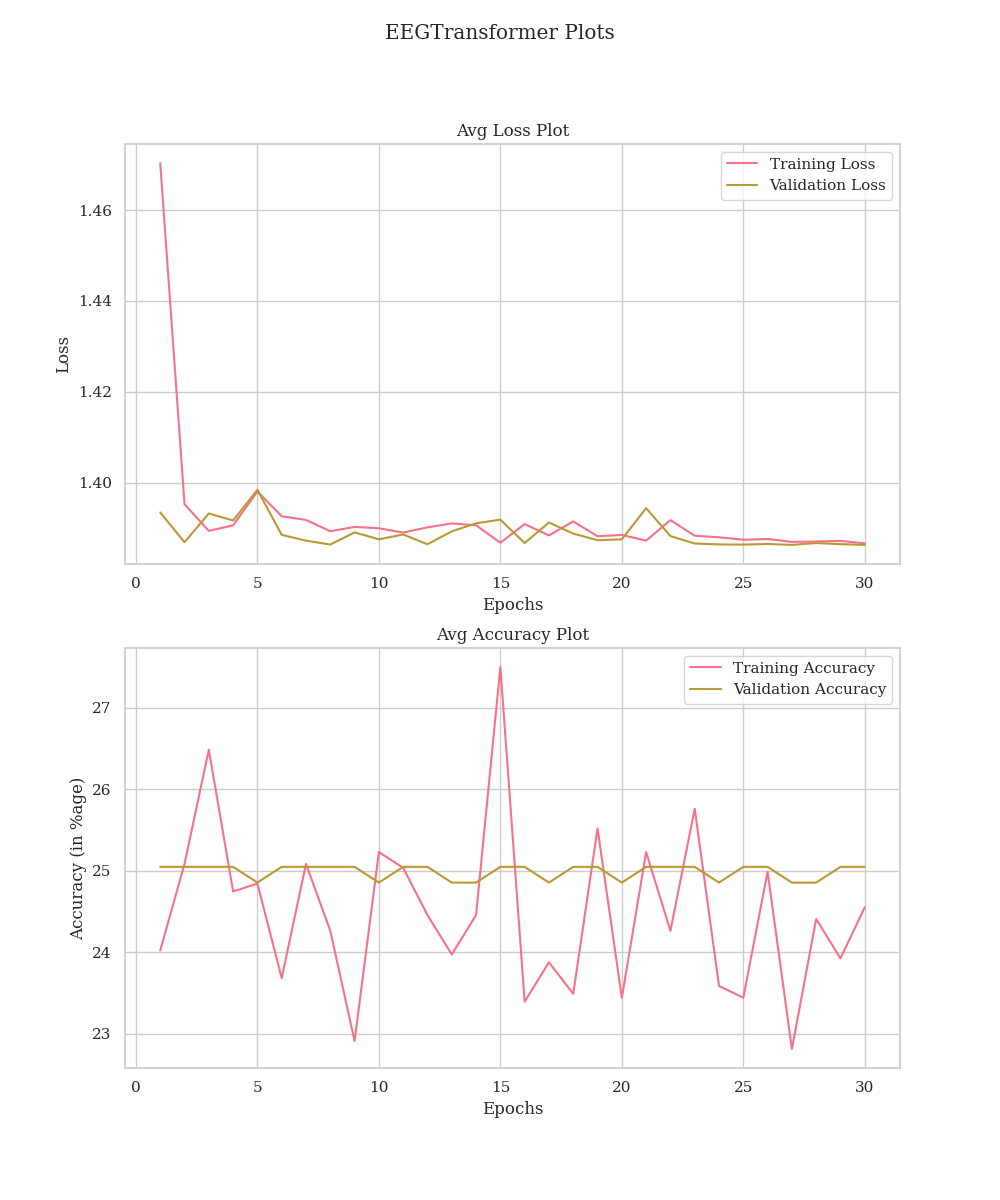 EEGTransformer Plots
Avg Loss Plot
Training Loss
Validation Loss
1.46
1.44
1.42
1.40
Loss
0 5 10 15 20 25 30
Epochs
Avg Accuracy Plot
Training Accuracy
Validation Accuracy
27
26
25
24
23
Accuracy (in %age)
0 5 10 15 20 25 30
Epochs